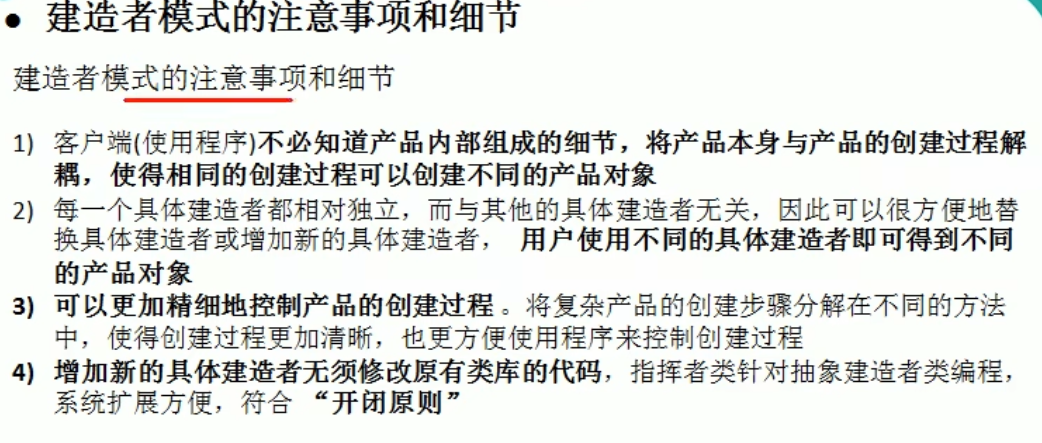 ● 建造者模式的注意事项和细节
建造者模式的注意事项和细节
1) 客户端(使用程序)不必知道产品内部组成的细节，将产品本身与产品的创建过程解
耦，使得相同的创建过程可以创建不同的产品对象
2) 每一个具体建造者都相对独立，而与其他的具体建造者无关，因此可以很方便地替
换具体建造者或增加新的具体建造者， 用户使用不同的具体建造者即可得到不同
的产品对象
3) 可以更加精细地控制产品的创建过程 。将复杂产品的创建步骤分解在不同的方法
中，使得创建过程更加清晰，也更方便使用程序来控制创建过程
4) 增加新的具体建造者无须修改原有类库的代码，指挥者类针对抽象建造者类编程，
系统扩展方便，符合 “开闭原则”